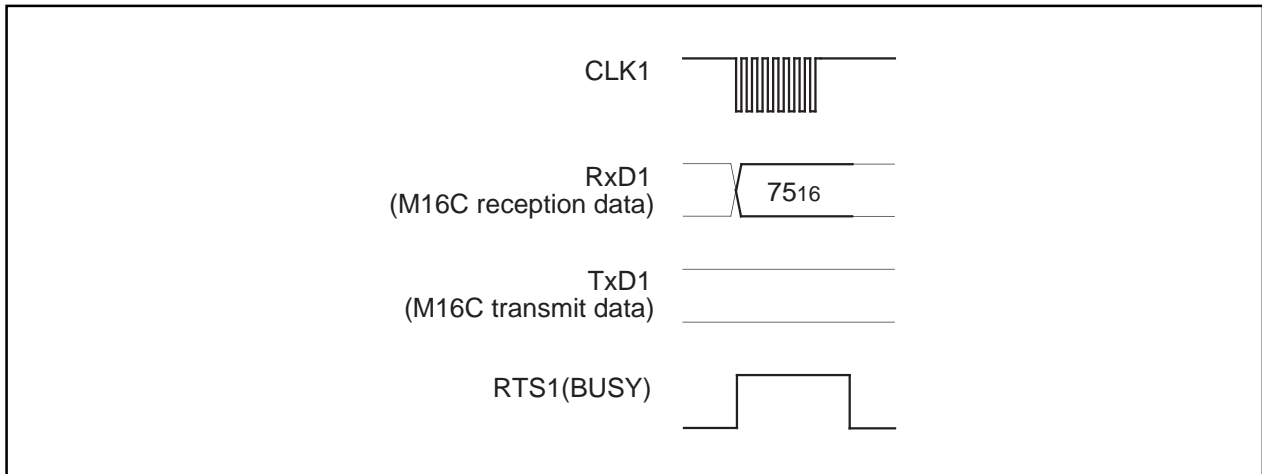 CLK1
RxD1
(M16C reception data)
7516
TxD1
(M16C transmit data)
RTS1(BUSY)